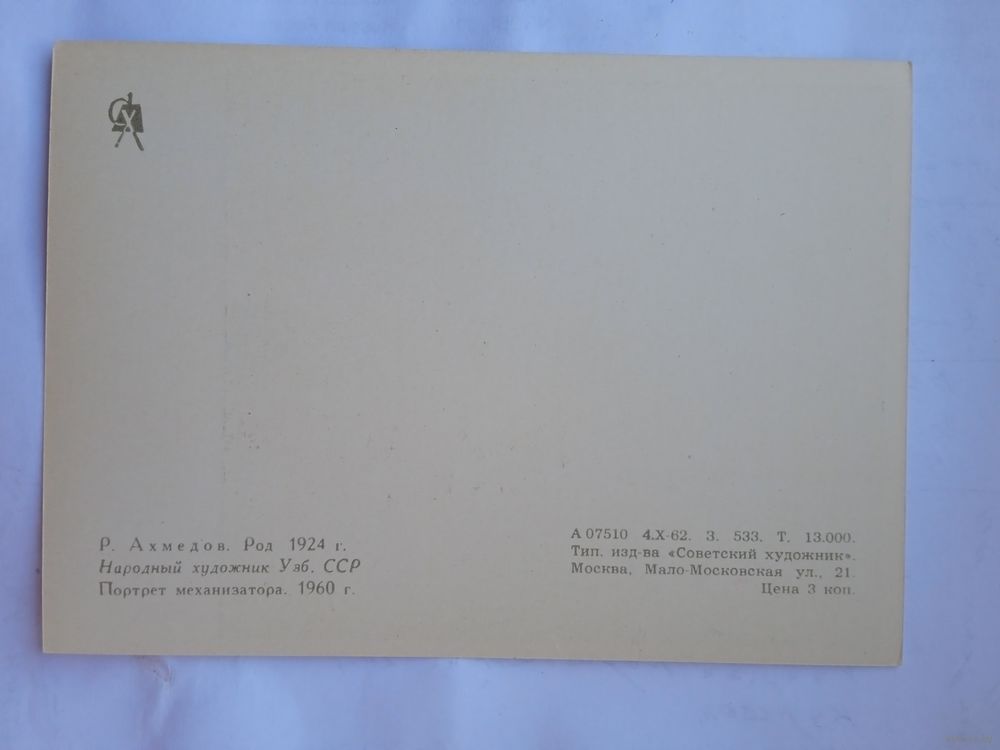 СХ
Р. Ахмедов. Род 1924 г.
Народный художник Узб. ССР
Портрет механизатора. 1960 г.
А 07510 4.X-62. З. 533. Т. 13.000.
Тип. изд-ва «Советский художник».
Москва, Мало-Московская ул., 21.
Цена 3 коп.